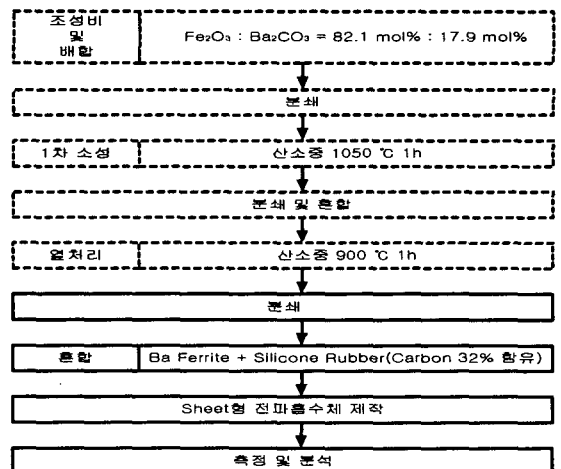 조성비
및
배합
Fe₂O₃ : Ba₂CO₃ = 82.1 mol% : 17.9 mol%
분쇄
1차 소성
산소중 1050 ℃ 1h
분쇄 및 혼합
열처리
산소중 900 ℃ 1h
분쇄
혼합
Ba Ferrite + Silicone Rubber(Carbon 32% 함유)
Sheet형 전파흡수체 제작
측정 및 분석